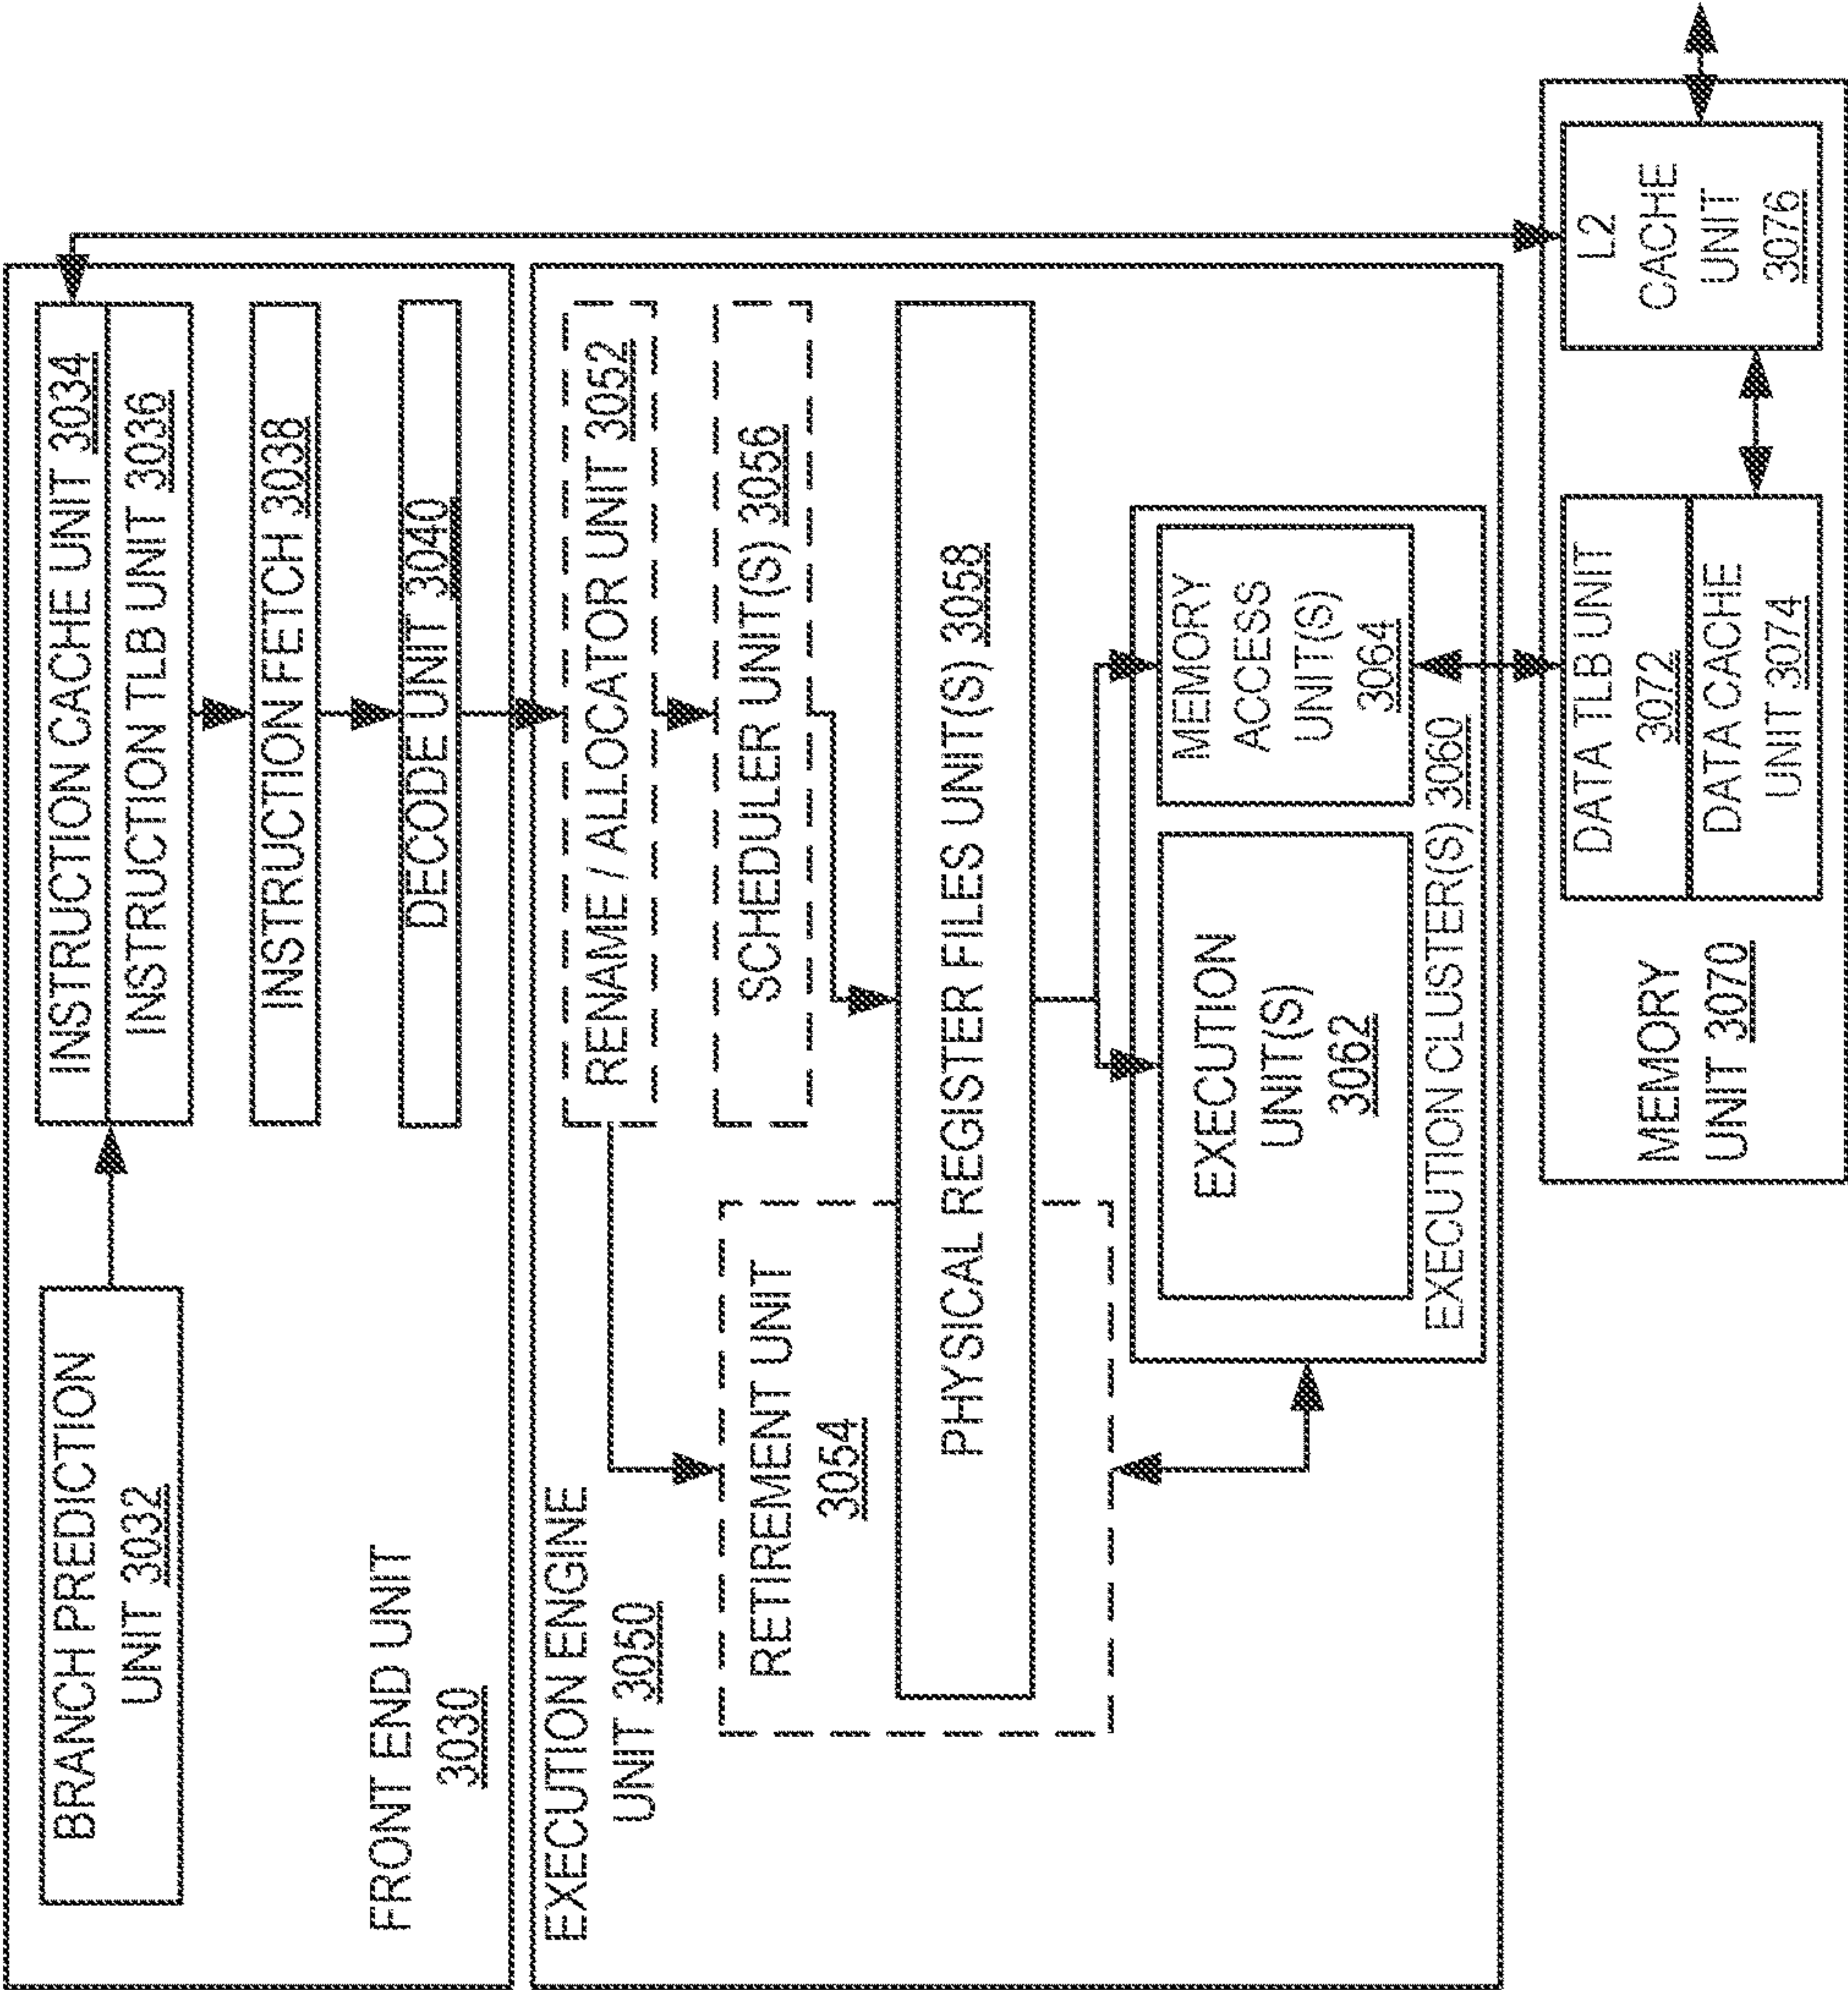 BRANCH PREDICTION
UNIT 3032
INSTRUCTION CACHE UNIT 3034
INSTRUCTION TLB UNIT 3036
INSTRUCTION FETCH 3038
DECODE UNIT 3040
FRONT END UNIT
3030
EXECUTION ENGINE
UNIT 3050
RENAME / ALLOCATOR UNIT 3052
RETIREMENT UNIT
3054
SCHEDULER UNIT(S) 3056
PHYSICAL REGISTER FILES UNIT(S) 3058
EXECUTION
UNIT(S)
3062
MEMORY
ACCESS
UNIT(S)
3064
EXECUTION CLUSTER(S) 3060
MEMORY
UNIT 3070
DATA TLB UNIT
3072
DATA CACHE
UNIT 3074
L2
CACHE
UNIT
3076